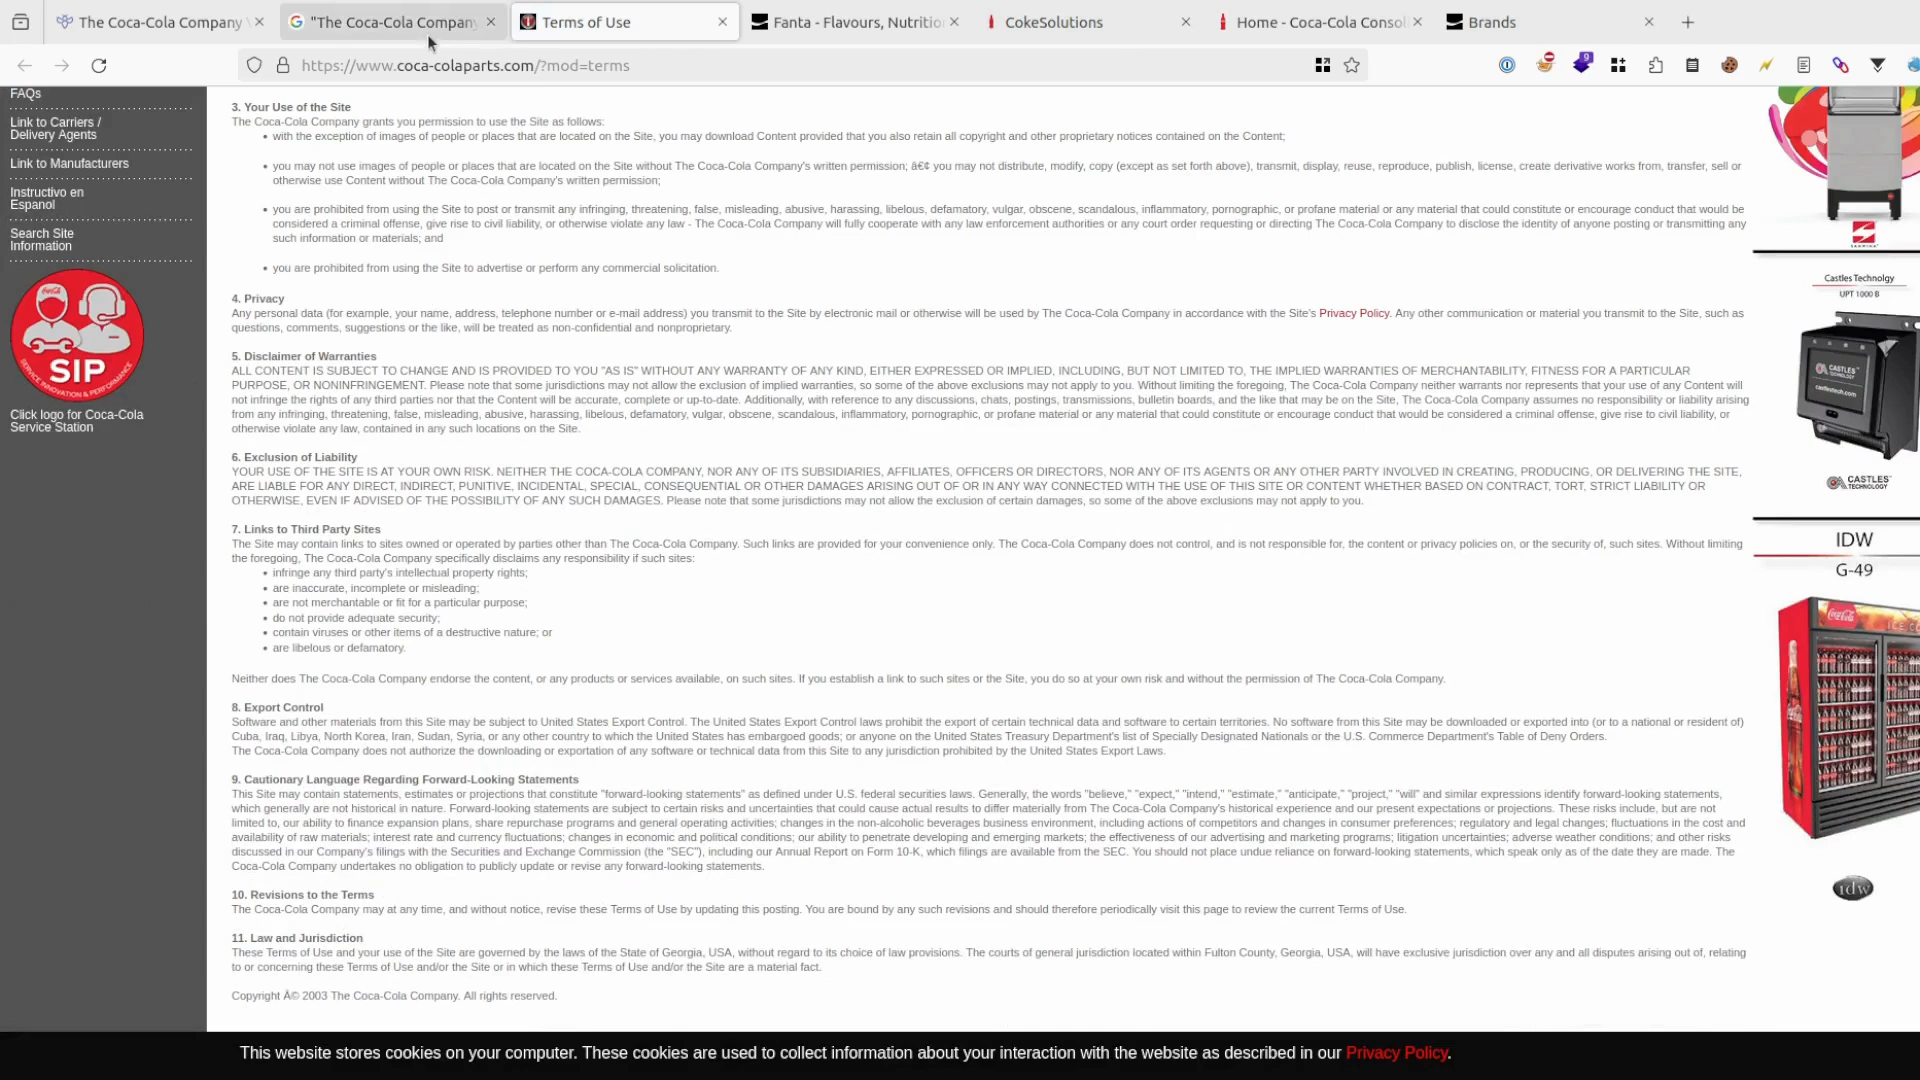 The Coca-Cola Company
"The Coca-Cola Company
Terms of Use
Fanta - Flavours, Nutritio
CokeSolutions
Home - Coca-Cola Consol
Brands
https://www.coca-colaparts.com/?mod=terms
9
FAQs
Link to Carriers /
Delivery Agents
Link to Manufacturers
Instructivo en
Espanol
Search Site
Information
SIP
SERVICE INNOVATION & PERFORMANCE
Click logo for Coca-Cola
Service Station
3. Your Use of the Site
The Coca-Cola Company grants you permission to use the Site as follows:
• with the exception of images of people or places that are located on the Site, you may download Content provided that you also retain all copyright and other proprietary notices contained on the Content;
• you may not use images of people or places that are located on the Site without The Coca-Cola Company's written permission; â€¢ you may not distribute, modify, copy (except as set forth above), transmit, display, reuse, reproduce, publish, license, create derivative works from, transfer, sell or
otherwise use Content without The Coca-Cola Company's written permission;
• you are prohibited from using the Site to post or transmit any infringing, threatening, false, misleading, abusive, harassing, libelous, defamatory, vulgar, obscene, scandalous, inflammatory, pornographic, or profane material or any material that could constitute or encourage conduct that would be
considered a criminal offense, give rise to civil liability, or otherwise violate any law - The Coca-Cola Company will fully cooperate with any law enforcement authorities or any court order requesting or directing The Coca-Cola Company to disclose the identity of anyone posting or transmitting any
such information or materials; and
• you are prohibited from using the Site to advertise or perform any commercial solicitation.
4. Privacy
Any personal data (for example, your name, address, telephone number or e-mail address) you transmit to the Site by electronic mail or otherwise will be used by The Coca-Cola Company in accordance with the Site's Privacy Policy. Any other communication or material you transmit to the Site, such as
questions, comments, suggestions or the like, will be treated as non-confidential and nonproprietary.
5. Disclaimer of Warranties
ALL CONTENT IS SUBJECT TO CHANGE AND IS PROVIDED TO YOU "AS IS" WITHOUT ANY WARRANTY OF ANY KIND, EITHER EXPRESSED OR IMPLIED, INCLUDING, BUT NOT LIMITED TO, THE IMPLIED WARRANTIES OF MERCHANTABILITY, FITNESS FOR A PARTICULAR
PURPOSE, OR NONINFRINGEMENT. Please note that some jurisdictions may not allow the exclusion of implied warranties, so some of the above exclusions may not apply to you. Without limiting the foregoing, The Coca-Cola Company neither warrants nor represents that your use of any Content will
not infringe the rights of any third parties nor that the Content will be accurate, complete or up-to-date. Additionally, with reference to any discussions, chats, postings, transmissions, bulletin boards, and the like that may be on the Site, The Coca-Cola Company assumes no responsibility or liability arising
from any infringing, threatening, false, misleading, abusive, harassing, libelous, defamatory, vulgar, obscene, scandalous, inflammatory, pornographic, or profane material or any material that could constitute or encourage conduct that would be considered a criminal offense, give rise to civil liability, or
otherwise violate any law, contained in any such locations on the Site.
6. Exclusion of Liability
YOUR USE OF THE SITE IS AT YOUR OWN RISK. NEITHER THE COCA-COLA COMPANY, NOR ANY OF ITS SUBSIDIARIES, AFFILIATES, OFFICERS OR DIRECTORS, NOR ANY OF ITS AGENTS OR ANY OTHER PARTY INVOLVED IN CREATING, PRODUCING, OR DELIVERING THE SITE,
ARE LIABLE FOR ANY DIRECT, INDIRECT, PUNITIVE, INCIDENTAL, SPECIAL, CONSEQUENTIAL OR OTHER DAMAGES ARISING OUT OF OR IN ANY WAY CONNECTED WITH THE USE OF THIS SITE OR CONTENT WHETHER BASED ON CONTRACT, TORT, STRICT LIABILITY OR
OTHERWISE, EVEN IF ADVISED OF THE POSSIBILITY OF ANY SUCH DAMAGES. Please note that some jurisdictions may not allow the exclusion of certain damages, so some of the above exclusions may not apply to you.
7. Links to Third Party Sites
The Site may contain links to sites owned or operated by parties other than The Coca-Cola Company. Such links are provided for your convenience only. The Coca-Cola Company does not control, and is not responsible for, the content or privacy policies on, or the security of, such sites. Without limiting
the foregoing, The Coca-Cola Company specifically disclaims any responsibility if such sites:
• infringe any third party's intellectual property rights;
• are inaccurate, incomplete or misleading;
• are not merchantable or fit for a particular purpose;
• do not provide adequate security;
• contain viruses or other items of a destructive nature; or
• are libelous or defamatory.
Neither does The Coca-Cola Company endorse the content, or any products or services available, on such sites. If you establish a link to such sites or the Site, you do so at your own risk and without the permission of The Coca-Cola Company.
8. Export Control
Software and other materials from this Site may be subject to United States Export Control. The United States Export Control laws prohibit the export of certain technical data and software to certain territories. No software from this Site may be downloaded or exported into (or to a national or resident of)
Cuba, Iraq, Libya, North Korea, Iran, Sudan, Syria, or any other country to which the United States has embargoed goods; or anyone on the United States Treasury Department's list of Specially Designated Nationals or the U.S. Commerce Department's Table of Deny Orders.
The Coca-Cola Company does not authorize the downloading or exportation of any software or technical data from this Site to any jurisdiction prohibited by the United States Export Laws.
9. Cautionary Language Regarding Forward-Looking Statements
This Site may contain statements, estimates or projections that constitute "forward-looking statements" as defined under U.S. federal securities laws. Generally, the words "believe," "expect," "intend," "estimate," "anticipate," "project," "will" and similar expressions identify forward-looking statements,
which generally are not historical in nature. Forward-looking statements are subject to certain risks and uncertainties that could cause actual results to differ materially from The Coca-Cola Company's historical experience and our present expectations or projections. These risks include, but are not
limited to, our ability to finance expansion plans, share repurchase programs and general operating activities; changes in the non-alcoholic beverages business environment, including actions of competitors and changes in consumer preferences; regulatory and legal changes; fluctuations in the cost and
availability of raw materials; interest rate and currency fluctuations; changes in economic and political conditions; our ability to penetrate developing and emerging markets; the effectiveness of our advertising and marketing programs; litigation uncertainties; adverse weather conditions; and other risks
discussed in our Company's filings with the Securities and Exchange Commission (the "SEC"), including our Annual Report on Form 10-K, which filings are available from the SEC. You should not place undue reliance on forward-looking statements, which speak only as of the date they are made. The
Coca-Cola Company undertakes no obligation to publicly update or revise any forward-looking statements.
10. Revisions to the Terms
The Coca-Cola Company may at any time, and without notice, revise these Terms of Use by updating this posting. You are bound by any such revisions and should therefore periodically visit this page to review the current Terms of Use.
11. Law and Jurisdiction
These Terms of Use and your use of the Site are governed by the laws of the State of Georgia, USA, without regard to its choice of law provisions. The courts of general jurisdiction located within Fulton County, Georgia, USA, will have exclusive jurisdiction over any and all disputes arising out of, relating
to or concerning these Terms of Use and/or the Site or in which these Terms of Use and/or the Site are a material fact.
Copyright Â© 2003 The Coca-Cola Company. All rights reserved.
Castles Technology
UPT 1000 B
CASTLES
TECHNOLOGY
castlestech.com
CASTLES
TECHNOLOGY
IDW
G-49
Coca-Cola
idw
This website stores cookies on your computer. These cookies are used to collect information about your interaction with the website as described in our Privacy Policy.